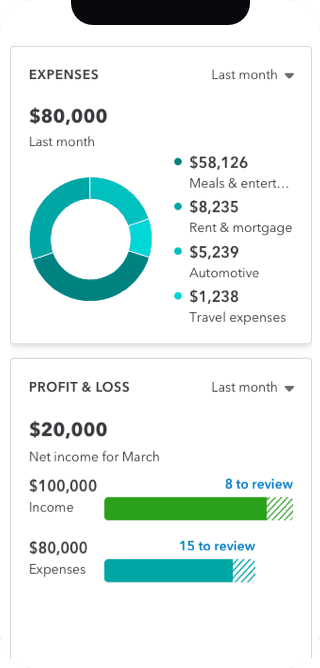 EXPENSES Last month
$80,000
Last month
$58,126
Meals & entert...
$8,235
Rent & mortgage
$5,239
Automotive
$1,238
Travel expenses
PROFIT & LOSS Last month
$20,000
Net income for March
$100,000 8 to review
Income
$80,000 15 to review
Expenses